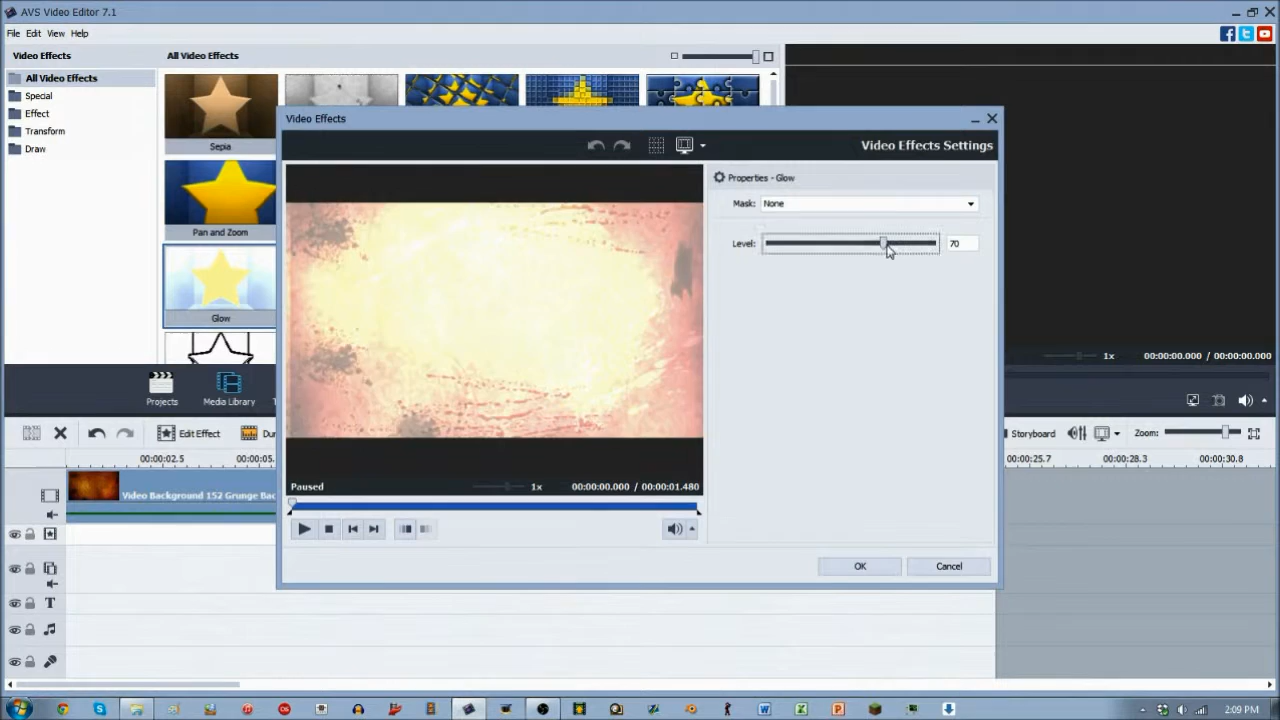 AVS Video Editor 7.1
File Edit View Help
Video Effects
All Video Effects
All Video Effects
Special
Effect
Transform
Draw
Sepia
Pan and Zoom
Glow
Video Effects
Video Effects Settings
Properties - Glow
Mask: None
Level: 70
Paused
1x
00:00:00.000 / 00:00:01.480
OK
Cancel
1x
00:00:00.000 / 00:00:00.000
Projects
Media Library
Edit Effect
Storyboard
Zoom:
00:00:02.5
00:00:05.
00:00:25.7
00:00:28.3
00:00:30.8
Video Background 152 Grunge Bac
T
2:09 PM